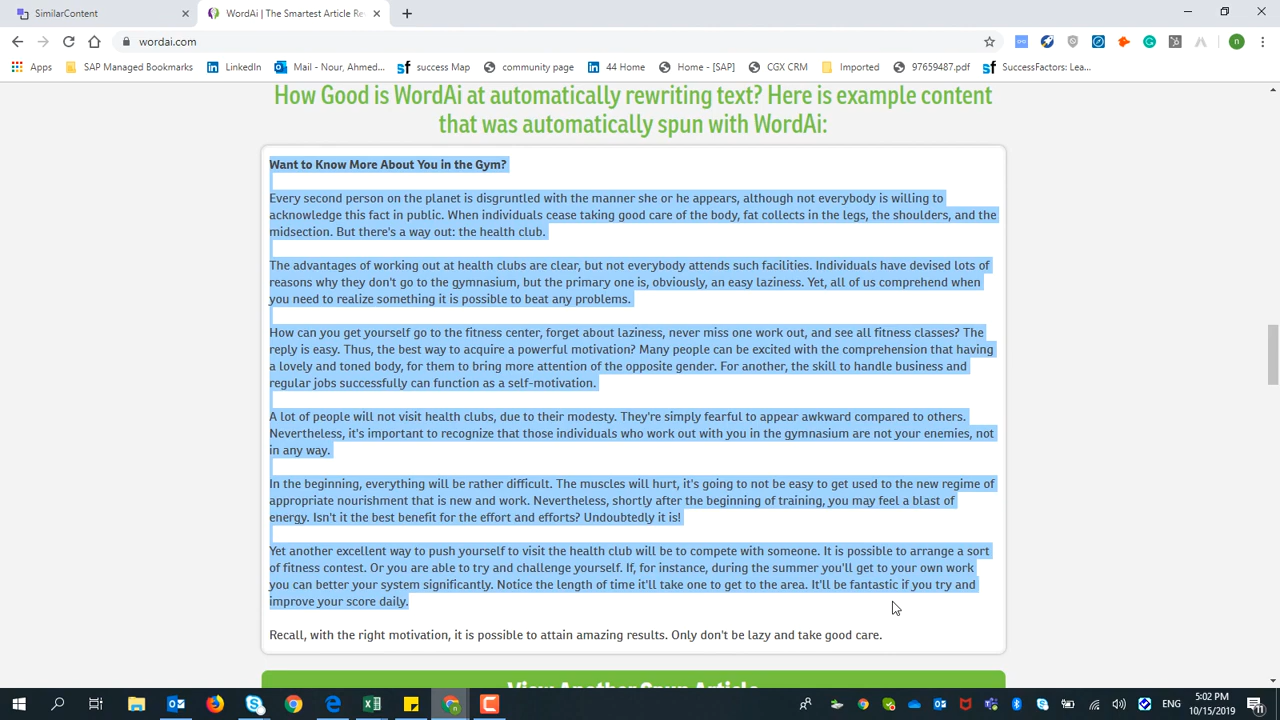 SimilarContent
WordAi | The Smartest Article Re
wordai.com
Apps
SAP Managed Bookmarks
LinkedIn
Mail - Nour, Ahmed...
success Map
community page
44 Home
Home - [SAP]
CGX CRM
Imported
97659487.pdf
SuccessFactors: Lea...
How Good is WordAi at automatically rewriting text? Here is example content
that was automatically spun with WordAi:
Want to Know More About You in the Gym?
Every second person on the planet is disgruntled with the manner she or he appears, although not everybody is willing to
acknowledge this fact in public. When individuals cease taking good care of the body, fat collects in the legs, the shoulders, and the
midsection. But there's a way out: the health club.
The advantages of working out at health clubs are clear, but not everybody attends such facilities. Individuals have devised lots of
reasons why they don't go to the gymnasium, but the primary one is, obviously, an easy laziness. Yet, all of us comprehend when
you need to realize something it is possible to beat any problems.
How can you get yourself go to the fitness center, forget about laziness, never miss one work out, and see all fitness classes? The
reply is easy. Thus, the best way to acquire a powerful motivation? Many people can be excited with the comprehension that having
a lovely and toned body, for them to bring more attention of the opposite gender. For another, the skill to handle business and
regular jobs successfully can function as a self-motivation.
A lot of people will not visit health clubs, due to their modesty. They're simply fearful to appear awkward compared to others.
Nevertheless, it's important to recognize that those individuals who work out with you in the gymnasium are not your enemies, not
in any way.
In the beginning, everything will be rather difficult. The muscles will hurt, it's going to not be easy to get used to the new regime of
appropriate nourishment that is new and work. Nevertheless, shortly after the beginning of training, you may feel a blast of
energy. Isn't it the best benefit for the effort and efforts? Undoubtedly it is!
Yet another excellent way to push yourself to visit the health club will be to compete with someone. It is possible to arrange a sort
of fitness contest. Or you are able to try and challenge yourself. If, for instance, during the summer you'll get to your own work
you can better your system significantly. Notice the length of time it'll take one to get to the area. It'll be fantastic if you try and
improve your score daily.
Recall, with the right motivation, it is possible to attain amazing results. Only don't be lazy and take good care.
View Another Spun Article
ENG
5:02 PM
10/15/2019